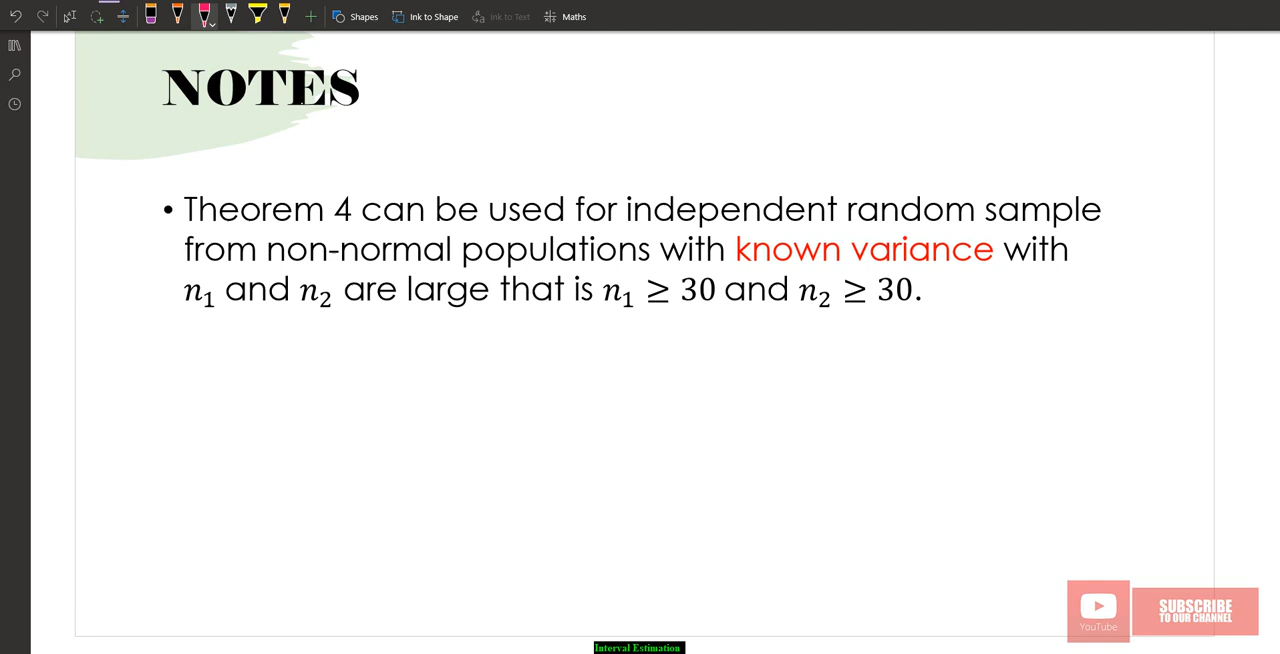 Shapes Ink to Shape Ink to Text Maths
NOTES
• Theorem 4 can be used for independent random sample
from non-normal populations with known variance with
n₁ and n₂ are large that is n₁ ≥ 30 and n₂ ≥ 30.
SUBSCRIBE
TO OUR CHANNEL
YouTube
Interval Estimation